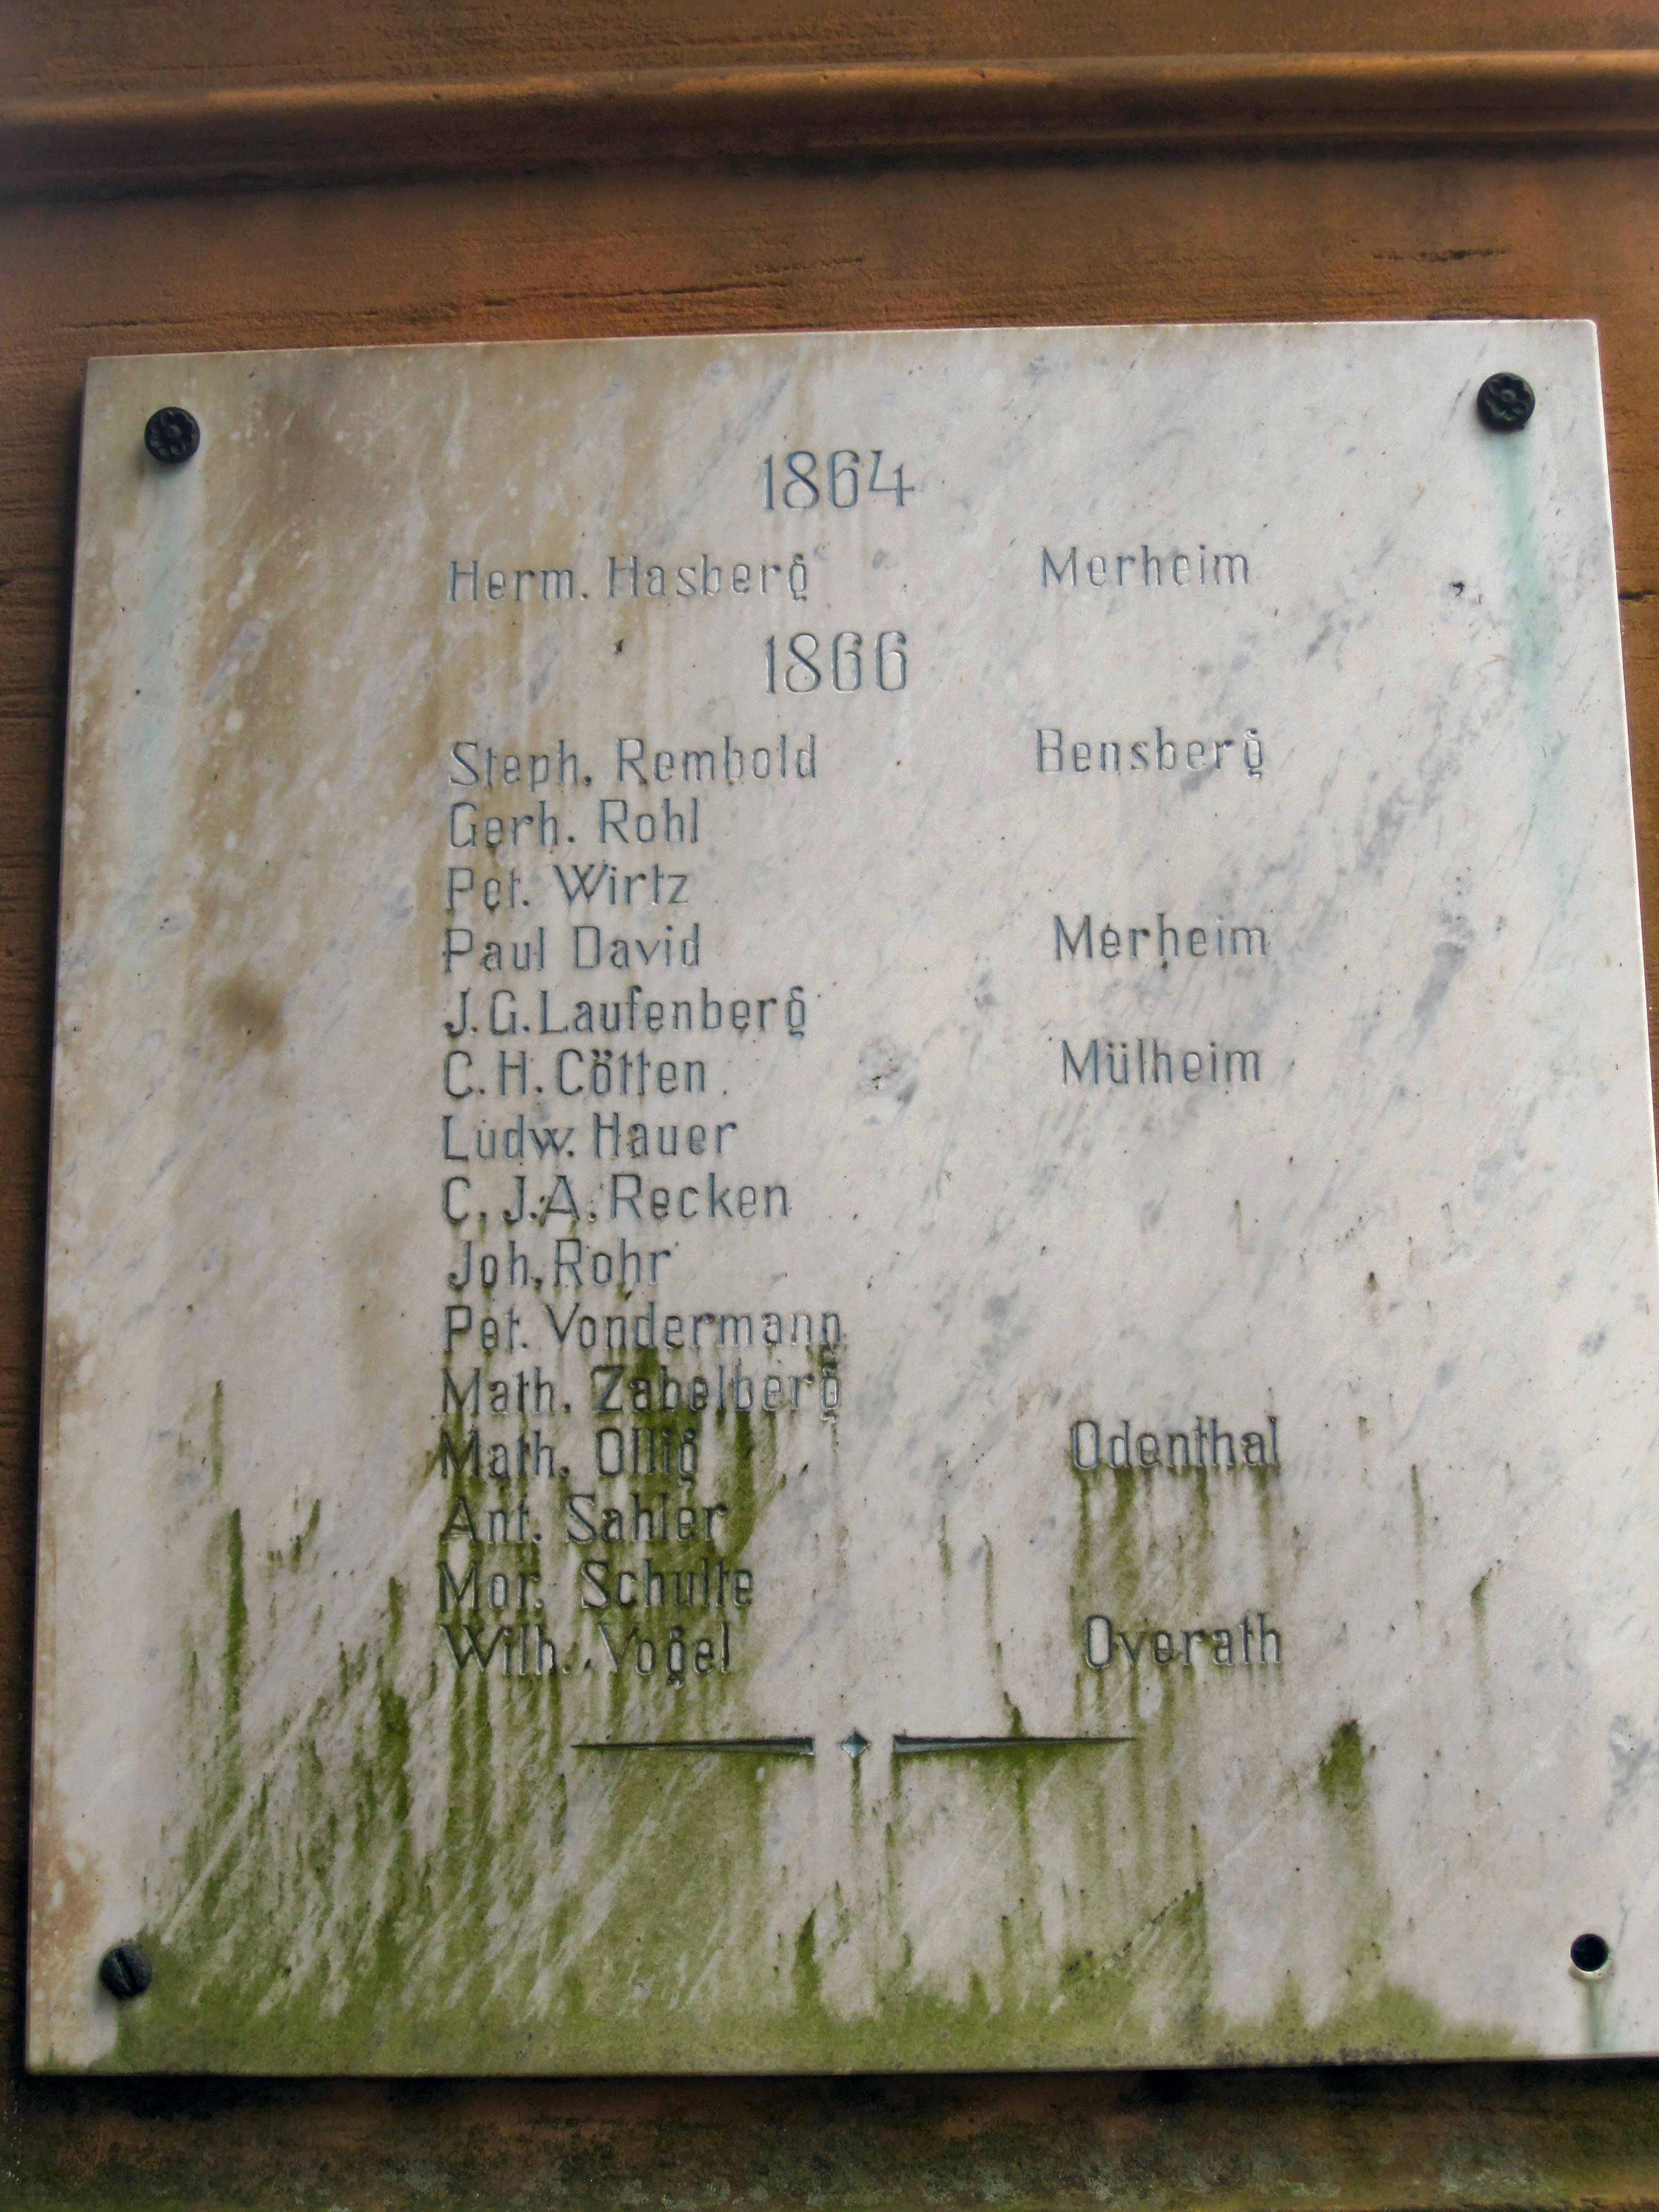 1864
Herm. Hasberg Merheim
1866
Steph. Rembold Bensberg
Gerh. Rohl
Pet. Wirtz
Paul David Merheim
J. G. Laufenberg
C. H. Cötten Mülheim
Ludw. Hauer
C. J. A. Recken
Joh. Rohr
Pet. Vondermann
Math. Zabelberg
Math. Ollig Odenthal
Ant. Sahler
Mor. Schulte
Wilh. Vogel Overath